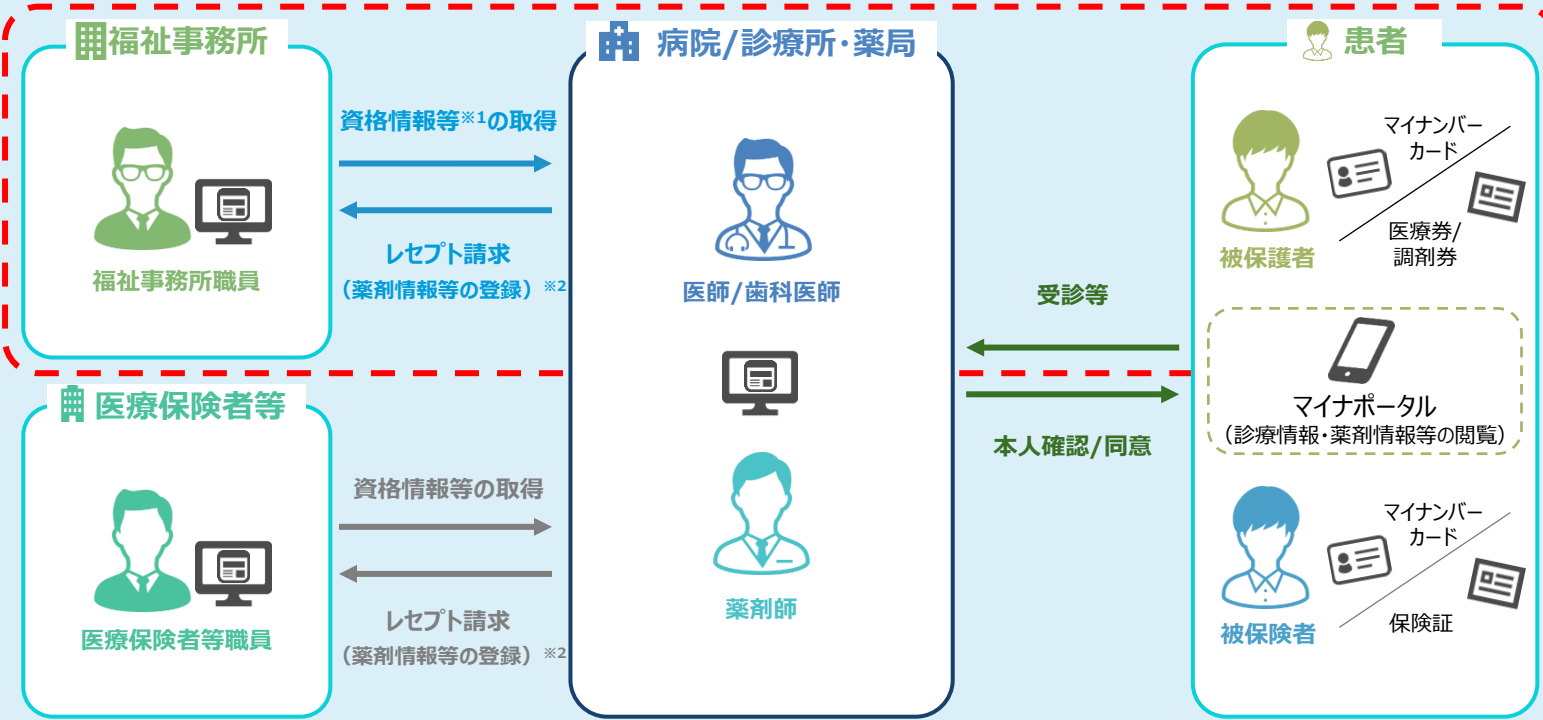 福祉事務所
資格情報等※1の取得
レセプト請求
（薬剤情報等の登録）※2
福祉事務所職員
医療保険者等
資格情報等の取得
レセプト請求
（薬剤情報等の登録）※2
医療保険者等職員
病院/診療所・薬局
医師/歯科医師
薬剤師
受診等
本人確認/同意
患者
マイナンバー
カード
医療券/
調剤券
被保護者
マイナポータル
（診療情報・薬剤情報等の閲覧）
マイナンバー
カード
保険証
被保険者